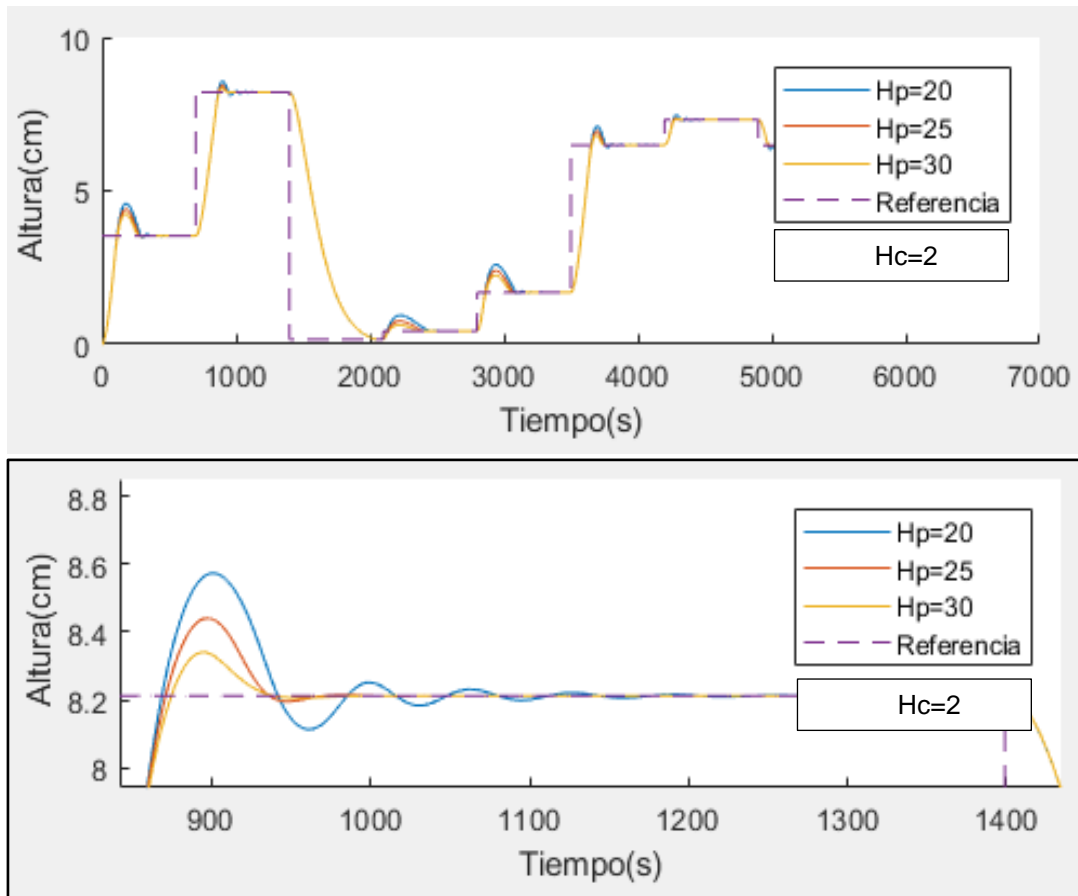 10
5
0
Altura(cm)
0 1000 2000 3000 4000 5000 6000 7000
Tiempo(s)
Hp=20
Hp=25
Hp=30
Referencia
Hc=2
8.8
8.6
8.4
8.2
8
Altura(cm)
900 1000 1100 1200 1300 1400
Tiempo(s)
Hp=20
Hp=25
Hp=30
Referencia
Hc=2